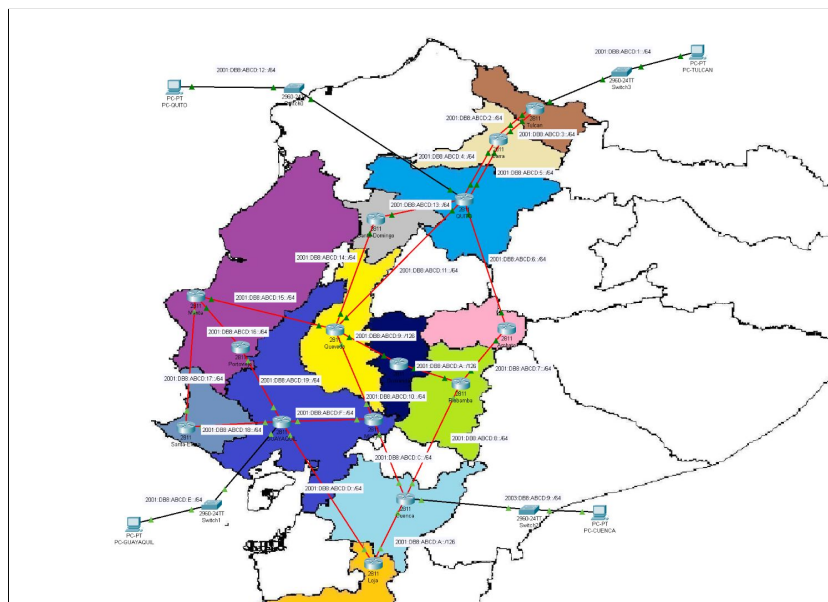 2001:DB8:ABCD:1::/64
PC-PT
PC-TULCAN
2960-24TT
Switch3
2001:DB8:ABCD:12::/64
PC-PT
PC-QUITO
2960-24TT
2811
Tulcan
2001:DB8:ABCD:2::/64
2001:DB8:ABCD:3::/64
2811
2001:DB8:ABCD:4::/64
2001:DB8:ABCD:5::/64
2811
2001:DB8:ABCD:13::/64
2811
2001:DB8:ABCD:14::/64
2001:DB8:ABCD:11::/64
2001:DB8:ABCD:6::/64
2001:DB8:ABCD:15::/64
2811
2811
Quevedo
2001:DB8:ABCD:9::/126
2811
2001:DB8:ABCD:16::/64
2811
2001:DB8:ABCD:A::/126
2001:DB8:ABCD:7::/64
2001:DB8:ABCD:17::/64
2001:DB8:ABCD:19::/64
2811
Riobamba
2001:DB8:ABCD:10::/64
2001:DB8:ABCD:F::/64
2811
Santa Elena
2001:DB8:ABCD:18::/64
2811
GUAYAQUIL
2001:DB8:ABCD:8::/64
2001:DB8:ABCD:C::/64
2001:DB8:ABCD:D::/64
2001:DB8:ABCD:E::/64
2960-24TT
Switch1
PC-PT
PC-GUAYAQUIL
2811
Cuenca
2003:DB8:ABCD:9::/64
2960-24TT
PC-PT
PC-CUENCA
2001:DB8:ABCD:A::/126
2811
Loja